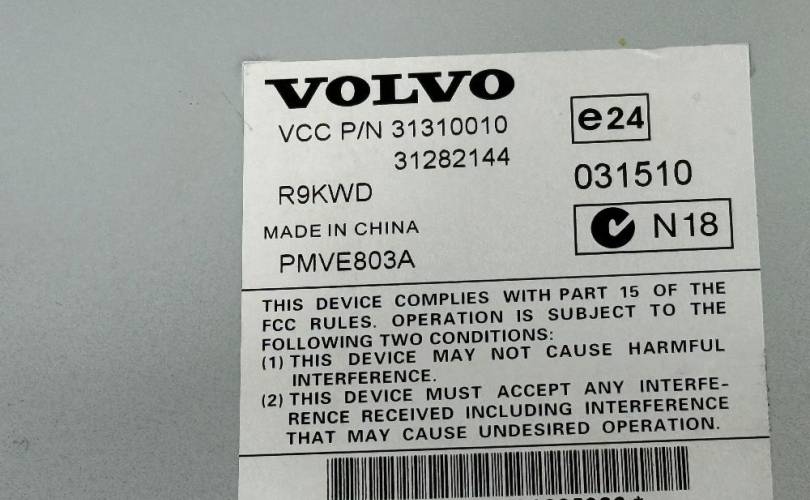 VOLVO
VCC P/N 31310010
31282144
e24
R9KWD
031510
MADE IN CHINA
N18
PMVE803A
THIS DEVICE COMPLIES WITH PART 15 OF THE
FCC RULES. OPERATION IS SUBJECT TO THE
FOLLOWING TWO CONDITIONS:
(1) THIS DEVICE MAY NOT CAUSE HARMFUL
INTERFERENCE.
(2) THIS DEVICE MUST ACCEPT ANY INTERFE-
RENCE RECEIVED INCLUDING INTERFERENCE
THAT MAY CAUSE UNDESIRED OPERATION.